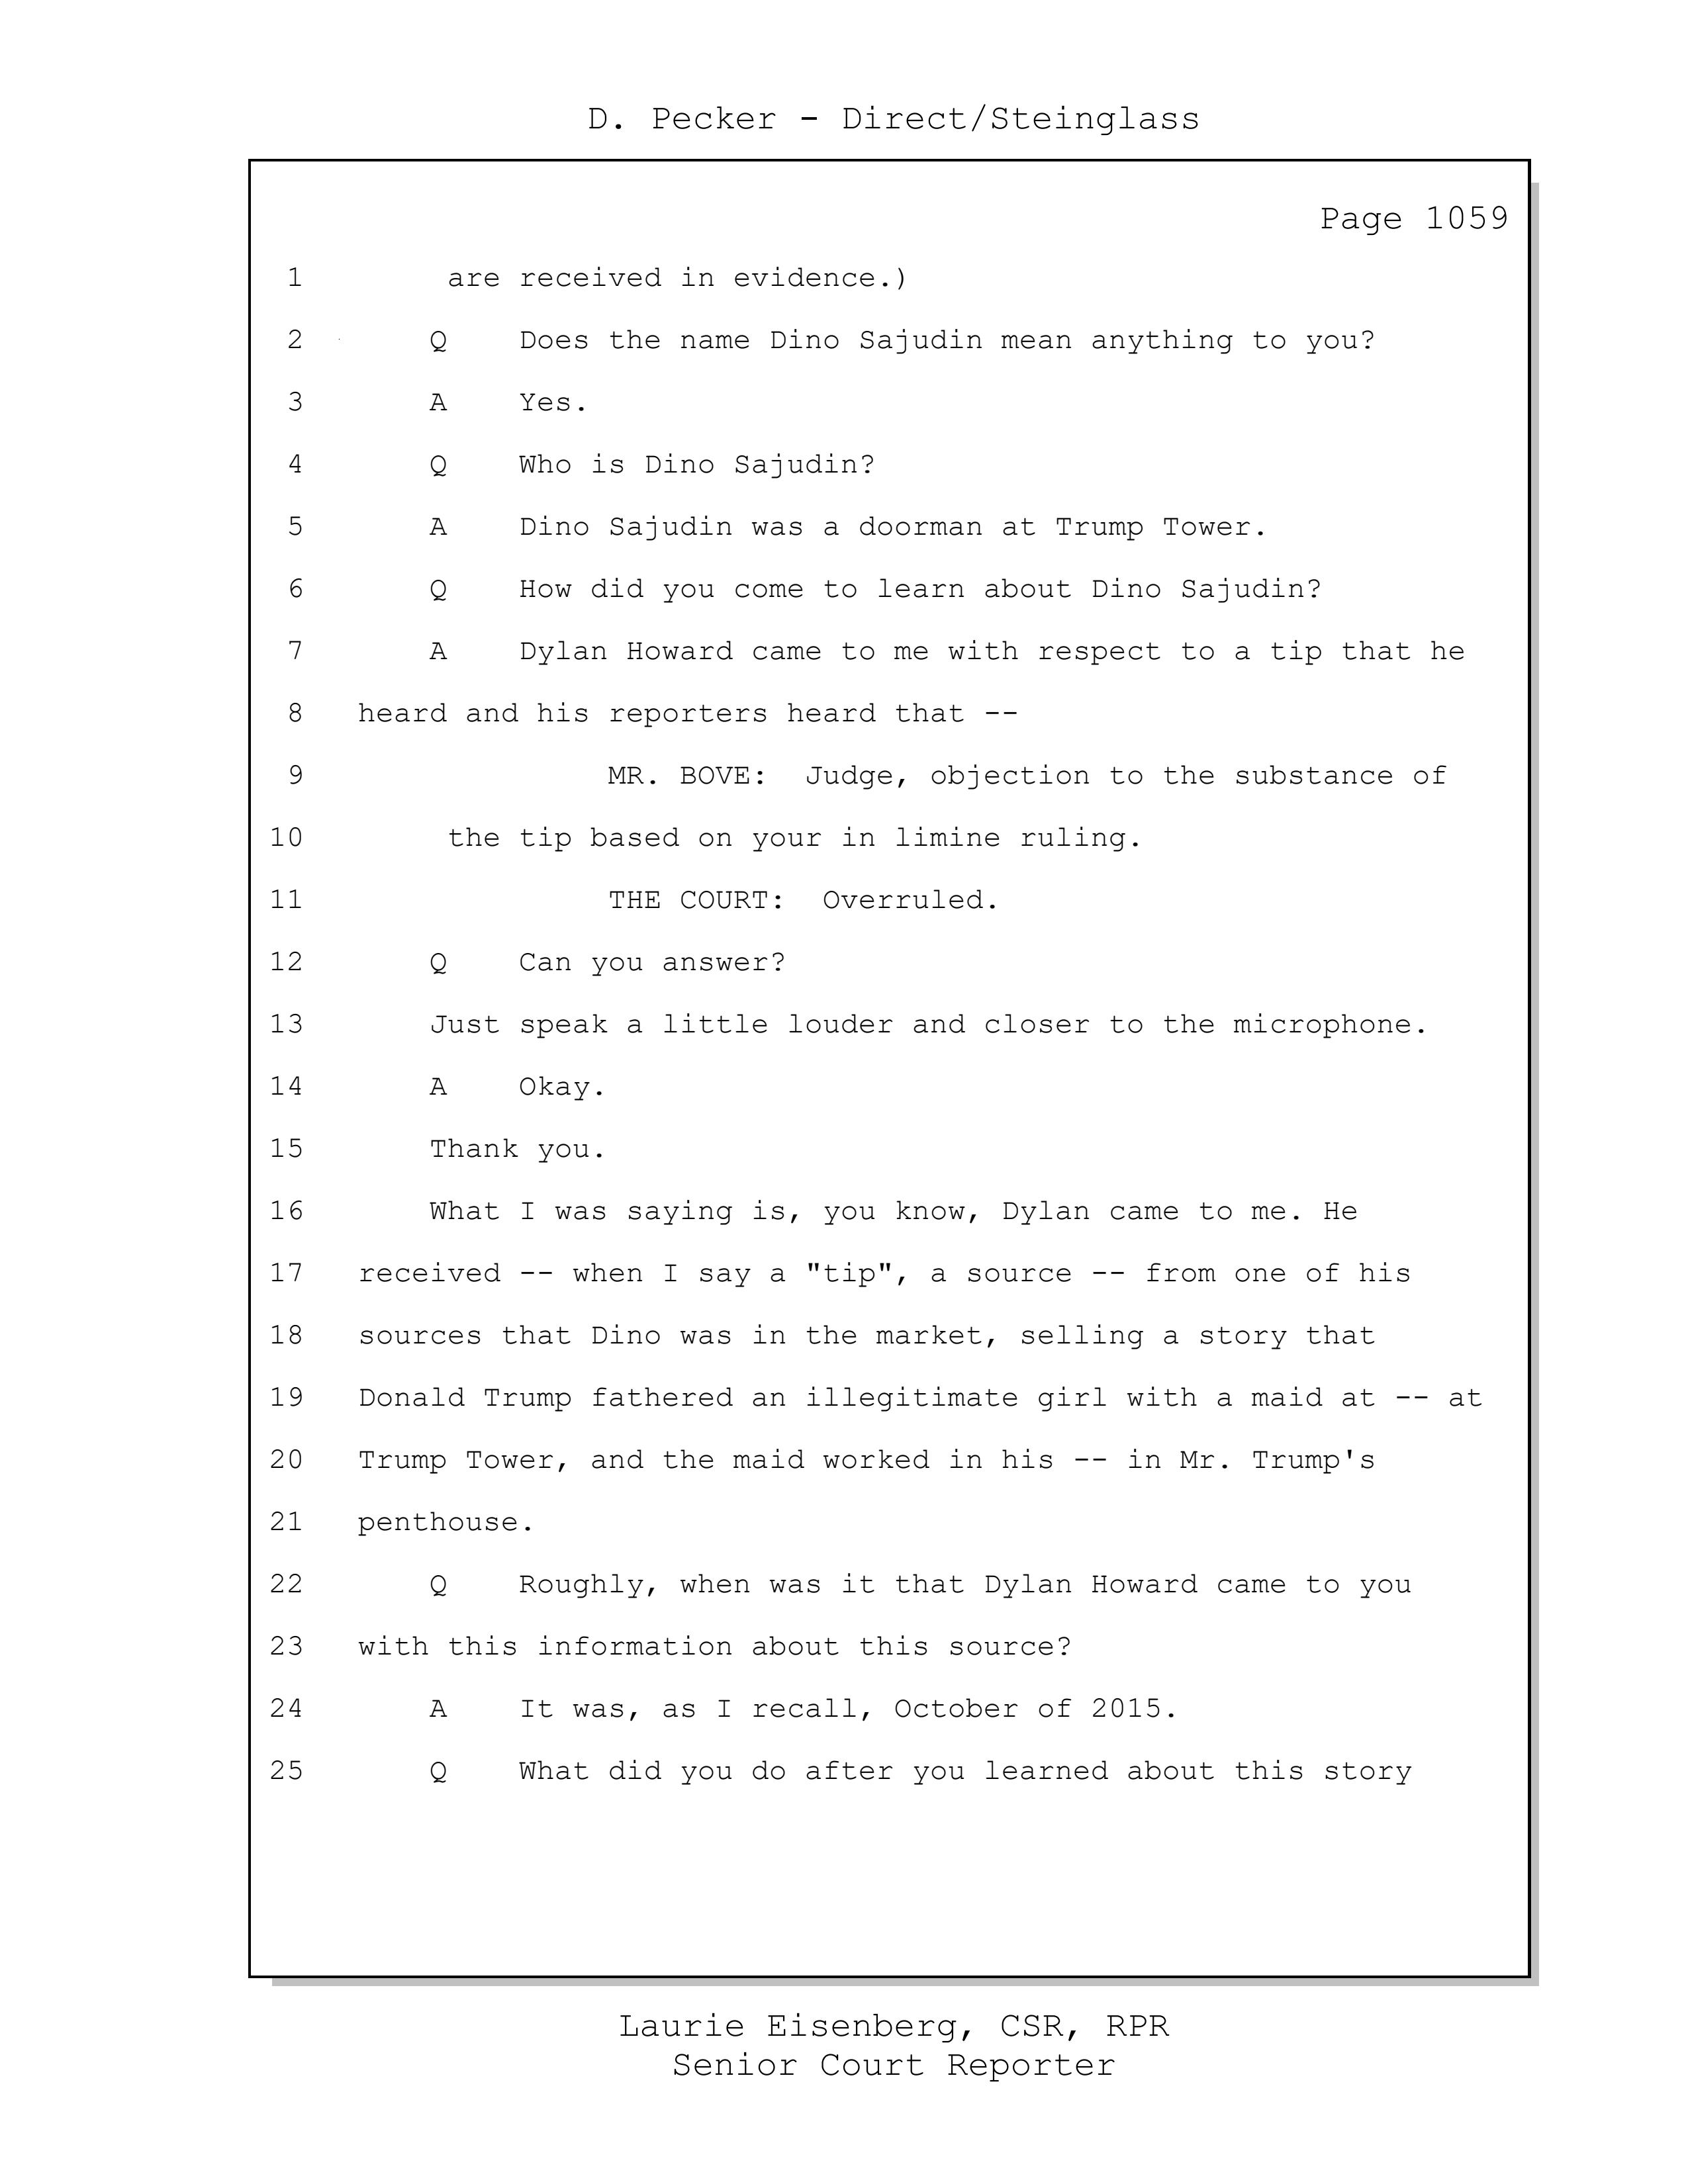 D. Pecker - Direct/Steinglass
Page 1059
1 are received in evidence.)
2 Q Does the name Dino Sajudin mean anything to you?
3 A Yes.
4 Q Who is Dino Sajudin?
5 A Dino Sajudin was a doorman at Trump Tower.
6 Q How did you come to learn about Dino Sajudin?
7 A Dylan Howard came to me with respect to a tip that he
8 heard and his reporters heard that --
9 MR. BOVE: Judge, objection to the substance of
10 the tip based on your in limine ruling.
11 THE COURT: Overruled.
12 Q Can you answer?
13 Just speak a little louder and closer to the microphone.
14 A Okay.
15 Thank you.
16 What I was saying is, you know, Dylan came to me. He
17 received -- when I say a "tip", a source -- from one of his
18 sources that Dino was in the market, selling a story that
19 Donald Trump fathered an illegitimate girl with a maid at -- at
20 Trump Tower, and the maid worked in his -- in Mr. Trump's
21 penthouse.
22 Q Roughly, when was it that Dylan Howard came to you
23 with this information about this source?
24 A It was, as I recall, October of 2015.
25 Q What did you do after you learned about this story
Laurie Eisenberg, CSR, RPR
Senior Court Reporter